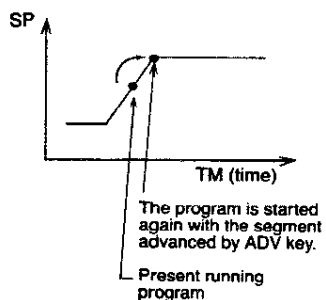 SP
TM (time)
The program is started
again with the segment
advanced by ADV key.
Present running
program